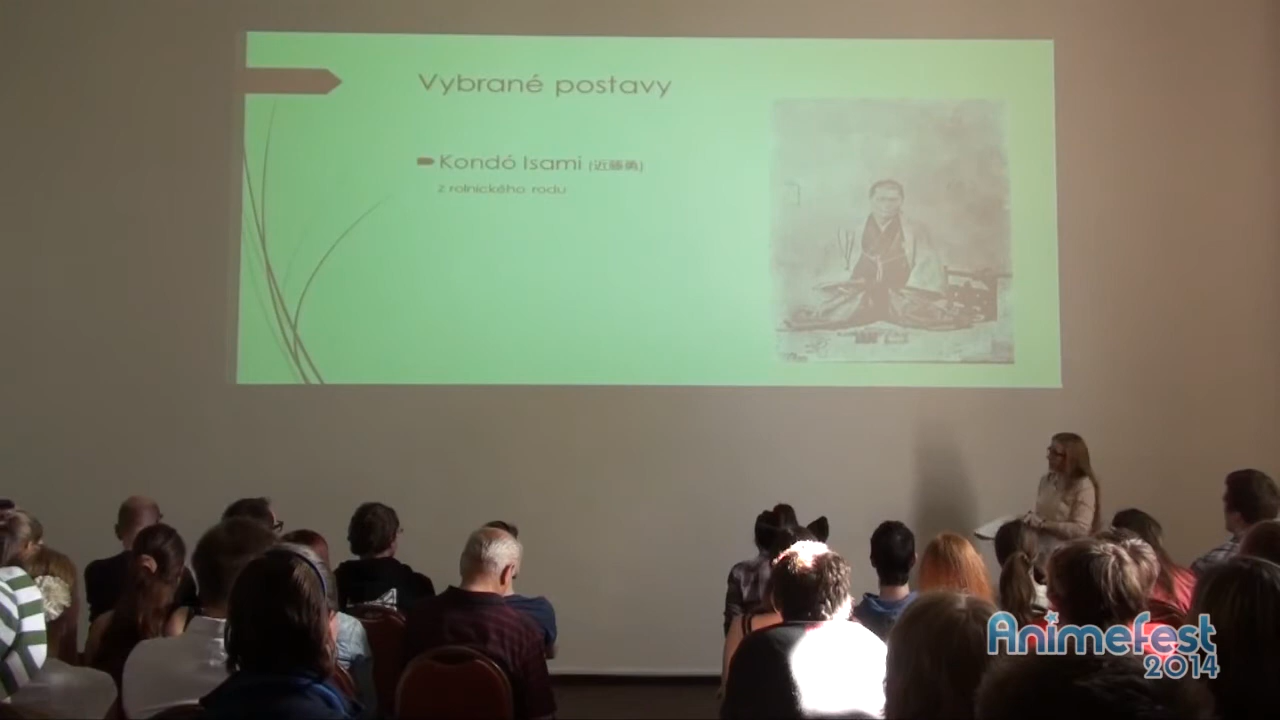 Vybrané postavy
Kondó Isami (近藤勇)
z rolnického rodu
Animefest
2014